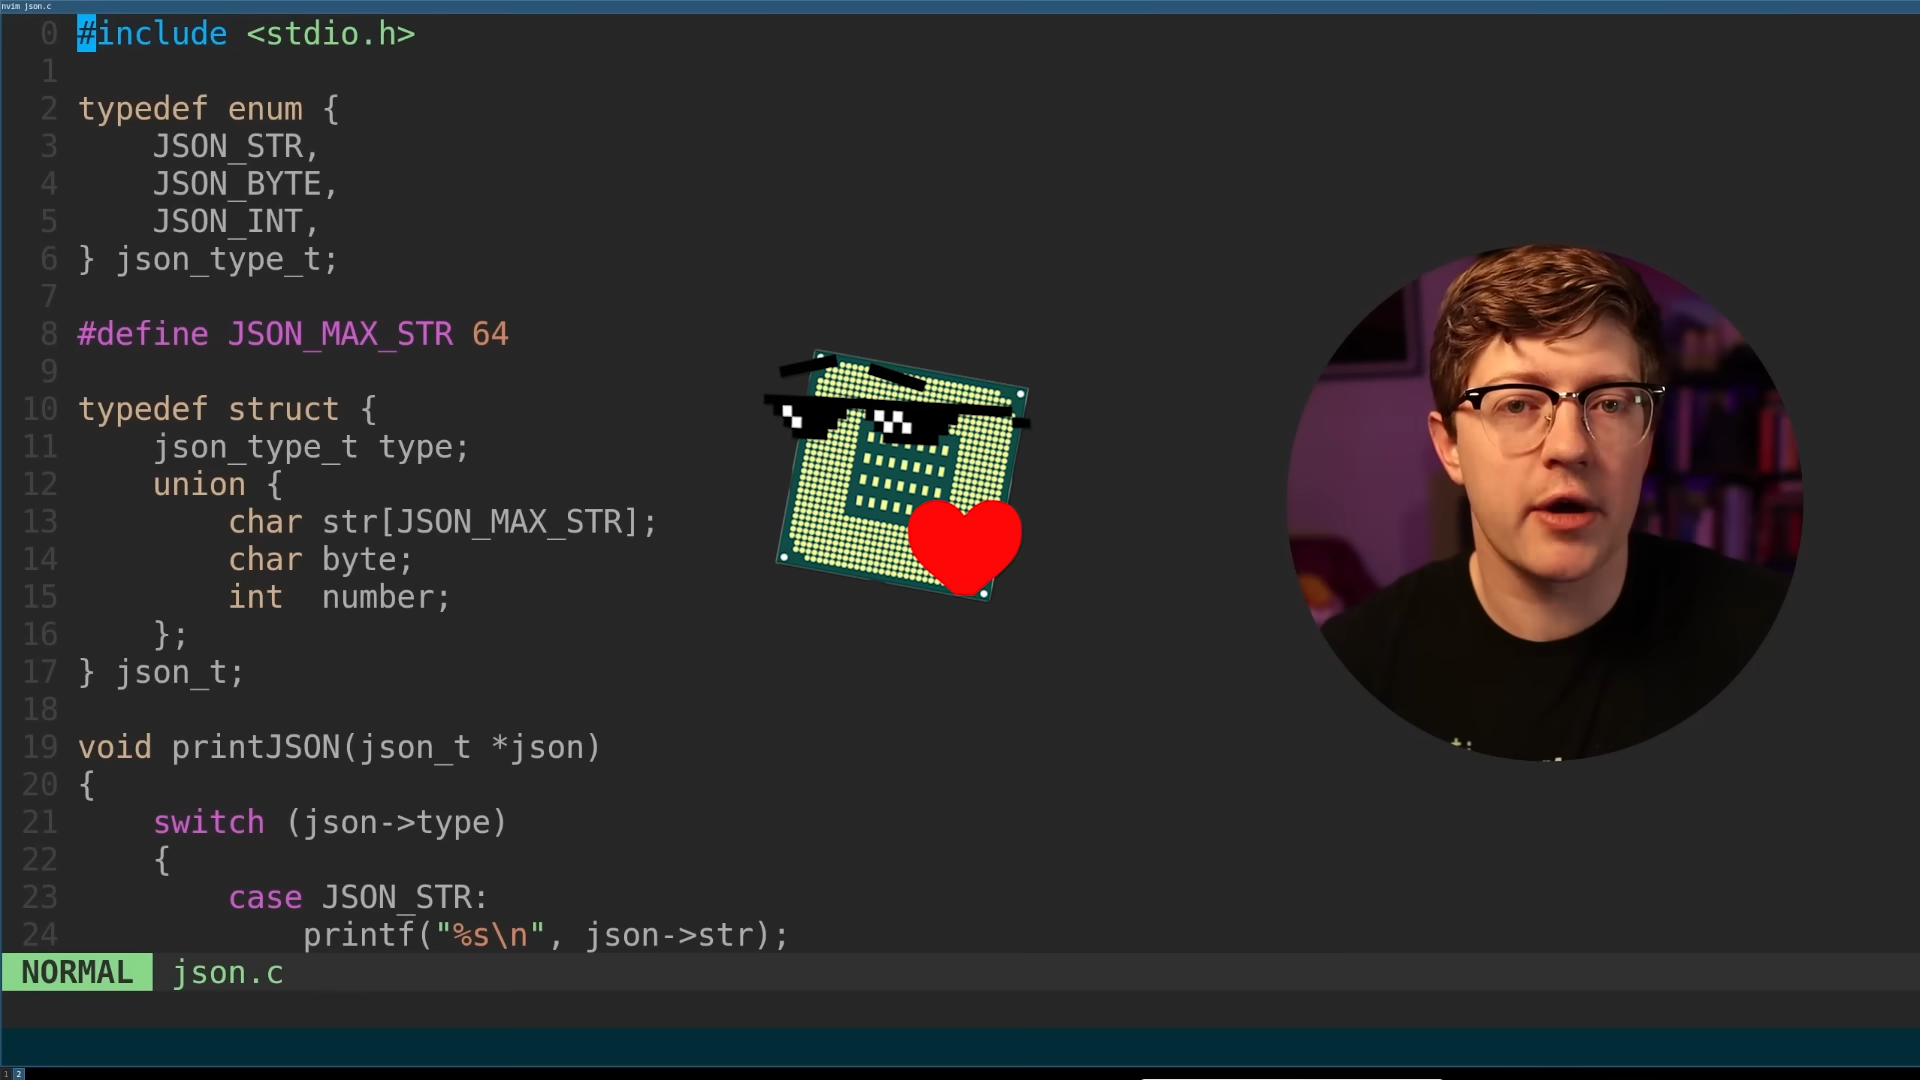 nvim json.c
0 #include <stdio.h>
1
2 typedef enum {
3     JSON_STR,
4     JSON_BYTE,
5     JSON_INT,
6 } json_type_t;
7
8 #define JSON_MAX_STR 64
9
10 typedef struct {
11     json_type_t type;
12     union {
13         char str[JSON_MAX_STR];
14         char byte;
15         int  number;
16     };
17 } json_t;
18
19 void printJSON(json_t *json)
20 {
21     switch (json->type)
22     {
23         case JSON_STR:
24             printf("%s\n", json->str);
NORMAL json.c
1 2